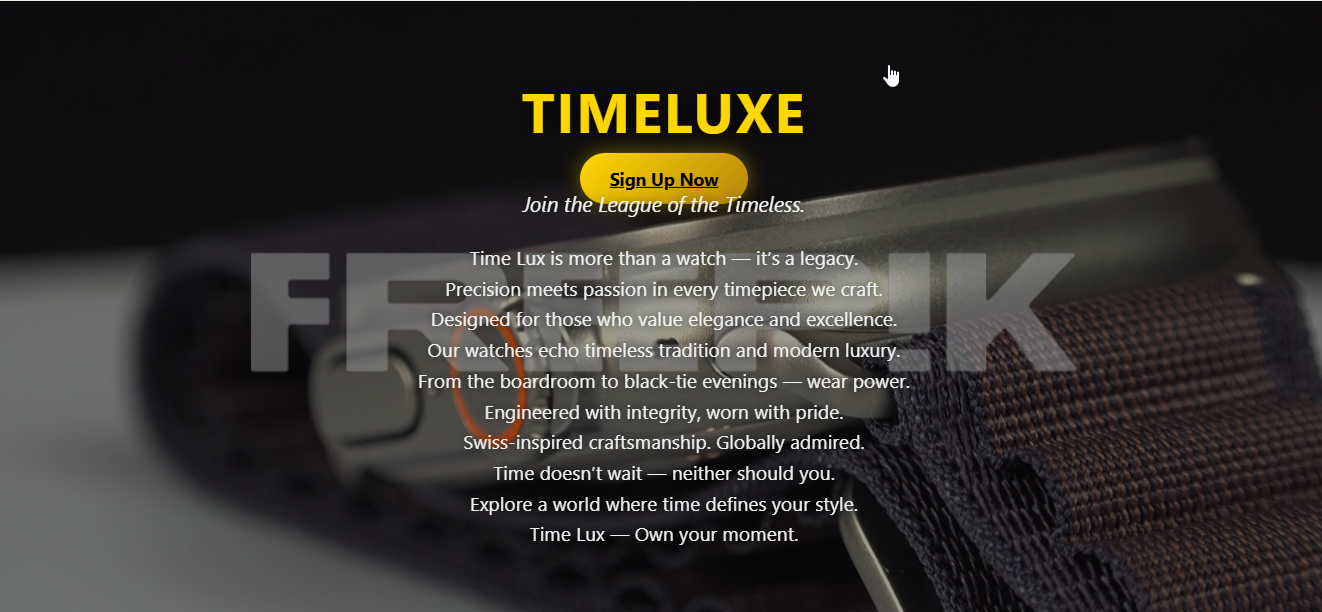 TIMELUXE
Sign Up Now
Join the League of the Timeless.
Time Lux is more than a watch — it’s a legacy.
Precision meets passion in every timepiece we craft.
Designed for those who value elegance and excellence.
Our watches echo timeless tradition and modern luxury.
From the boardroom to black-tie evenings — wear power.
Engineered with integrity, worn with pride.
Swiss-inspired craftsmanship. Globally admired.
Time doesn’t wait — neither should you.
Explore a world where time defines your style.
Time Lux — Own your moment.